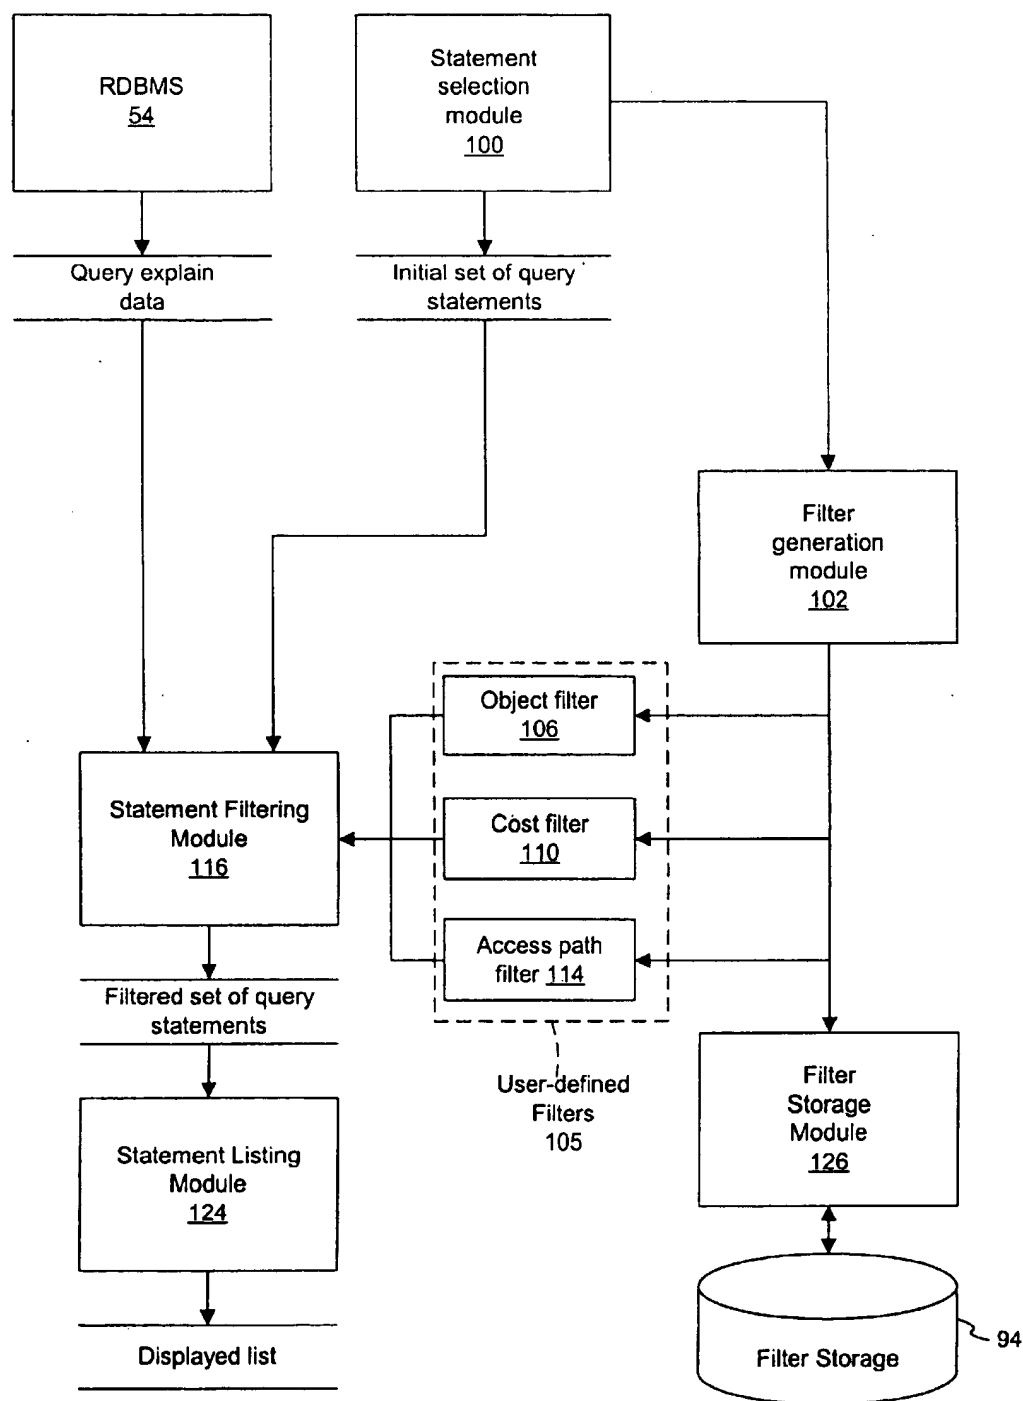 RDBMS
54
Statement
selection
module
100
Query explain
data
Initial set of query
statements
Filter
generation
module
102
Object filter
106
Cost filter
110
Access path
filter 114
Statement Filtering
Module
116
Filtered set of query
statements
User-defined
Filters
105
Filter
Storage
Module
126
Statement Listing
Module
124
Displayed list
Filter Storage
94